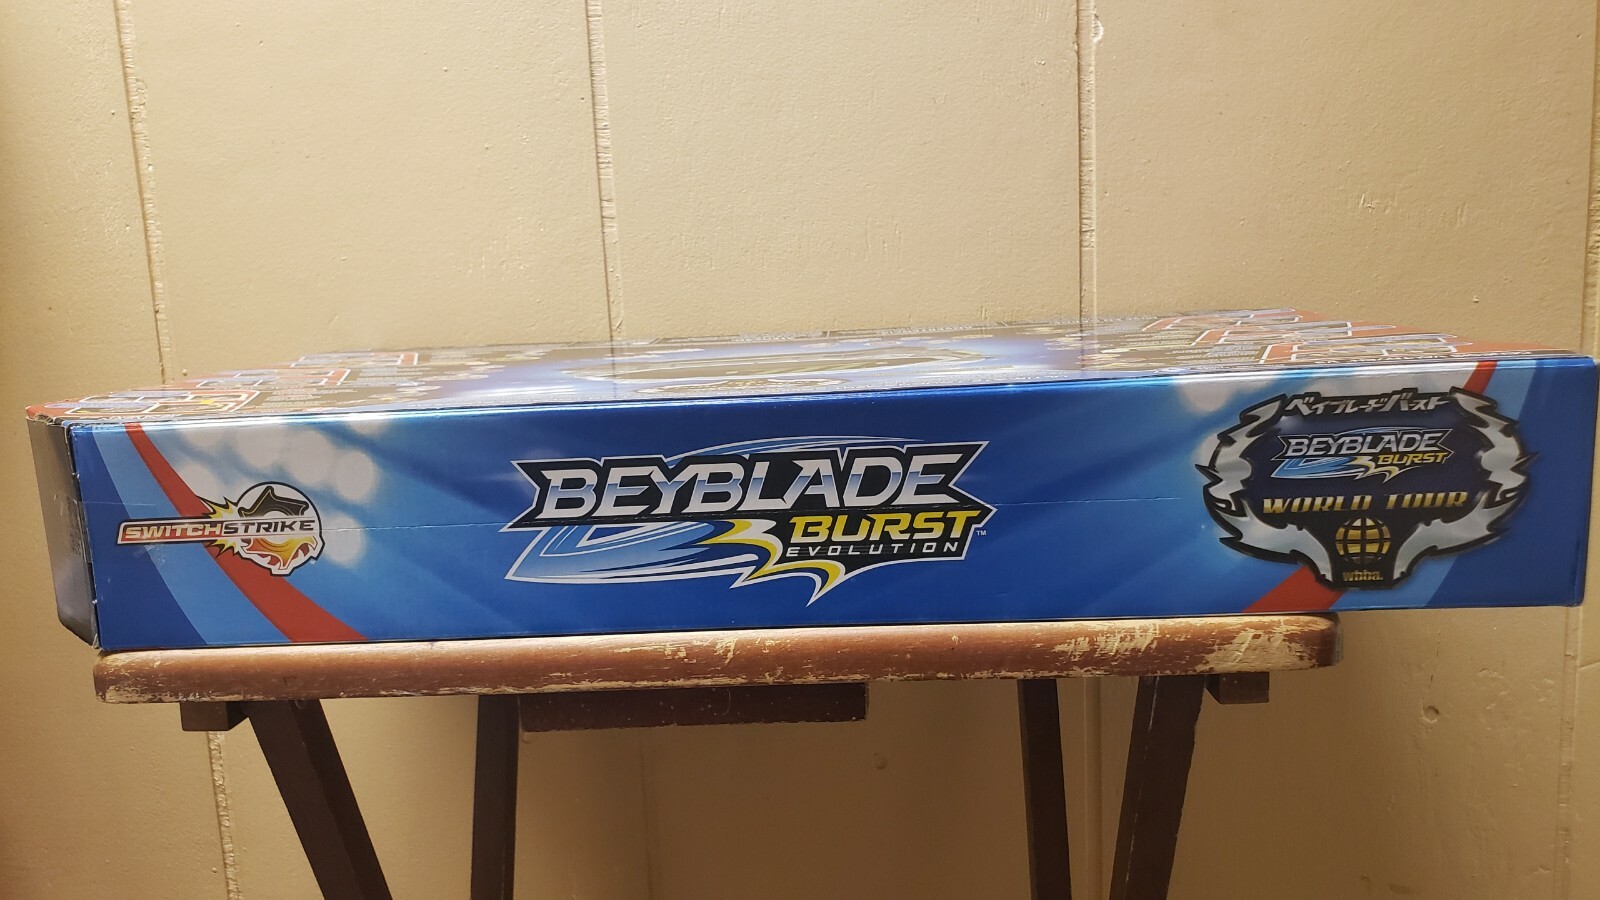 SWITCHSTRIKE
BEYBLADE
BURST
EVOLUTION
™
ベイブレードバースト
BEYBLADE
BURST
WORLD TOUR
wbba.